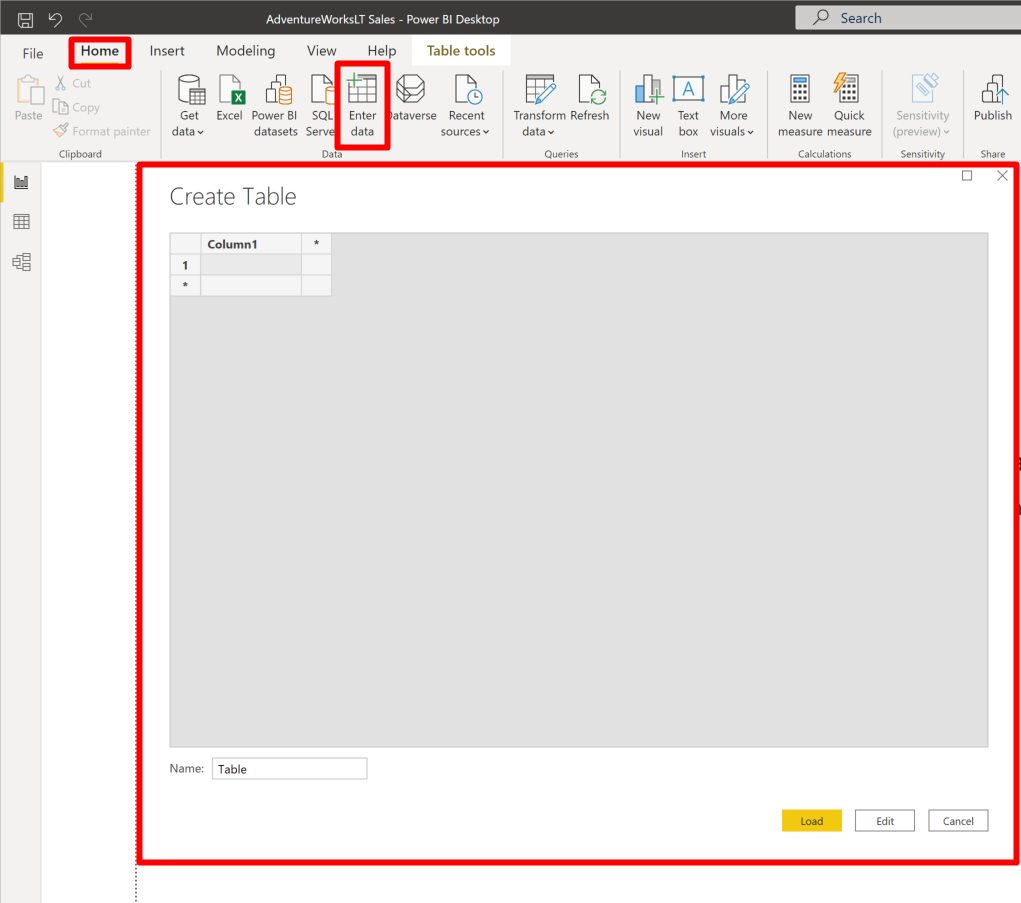 AdventureWorksLT Sales - Power BI Desktop
Search
File
Home
Insert
Modeling
View
Help
Table tools
Paste
Cut
Copy
Format painter
Clipboard
Get
data
Excel
Power BI
datasets
SQL
Serve
Enter
data
Dataverse
Recent
sources
Data
Transform
data
Refresh
Queries
New
visual
Text
box
More
visuals
Insert
New
measure
Quick
measure
Calculations
Sensitivity
(preview)
Sensitivity
Publish
Share
Create Table
Column1 *
1
*
Name: Table
Load
Edit
Cancel